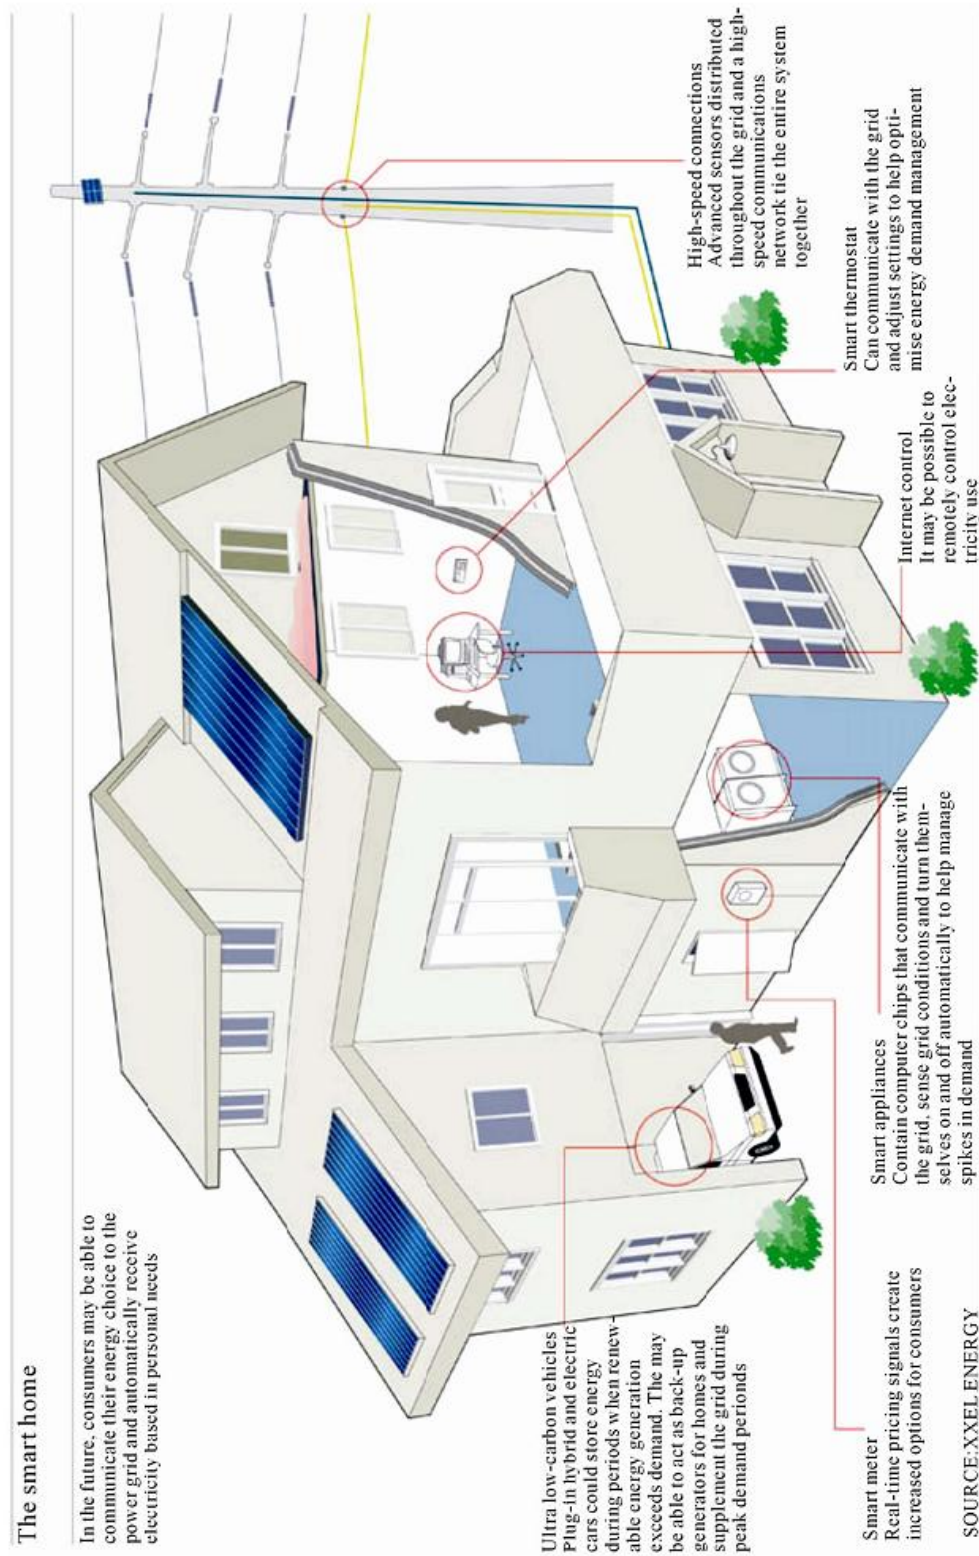 The smart home
In the future, consumers may be able to
communicate their energy choice to the
power grid and automatically receive
electricity based in personal needs
Ultra low-carbon vehicles
Plug-in hybrid and electric
cars could store energy
during periods when renew-
able energy generation
exceeds demand. The may
be able to act as back-up
generators for homes and
supplement the grid during
peak demand perionds
Smart meter
Real-time pricing signals create
increased options for consumers
Smart appliances
Contain computer chips that communicate with
the grid, sense grid conditions and turn them-
selves on and off automatically to help manage
spikes in demand
Internet control
It may be possible to
remotely control elec-
tricity use
Smart thermostat
Can communicate with the grid
and adjust settings to help opti-
mise energy demand management
High-speed connections
Advanced sensors distributed
throughout the grid and a high-
speed communications
network tie the entire system
together
SOURCE: XXEL ENERGY